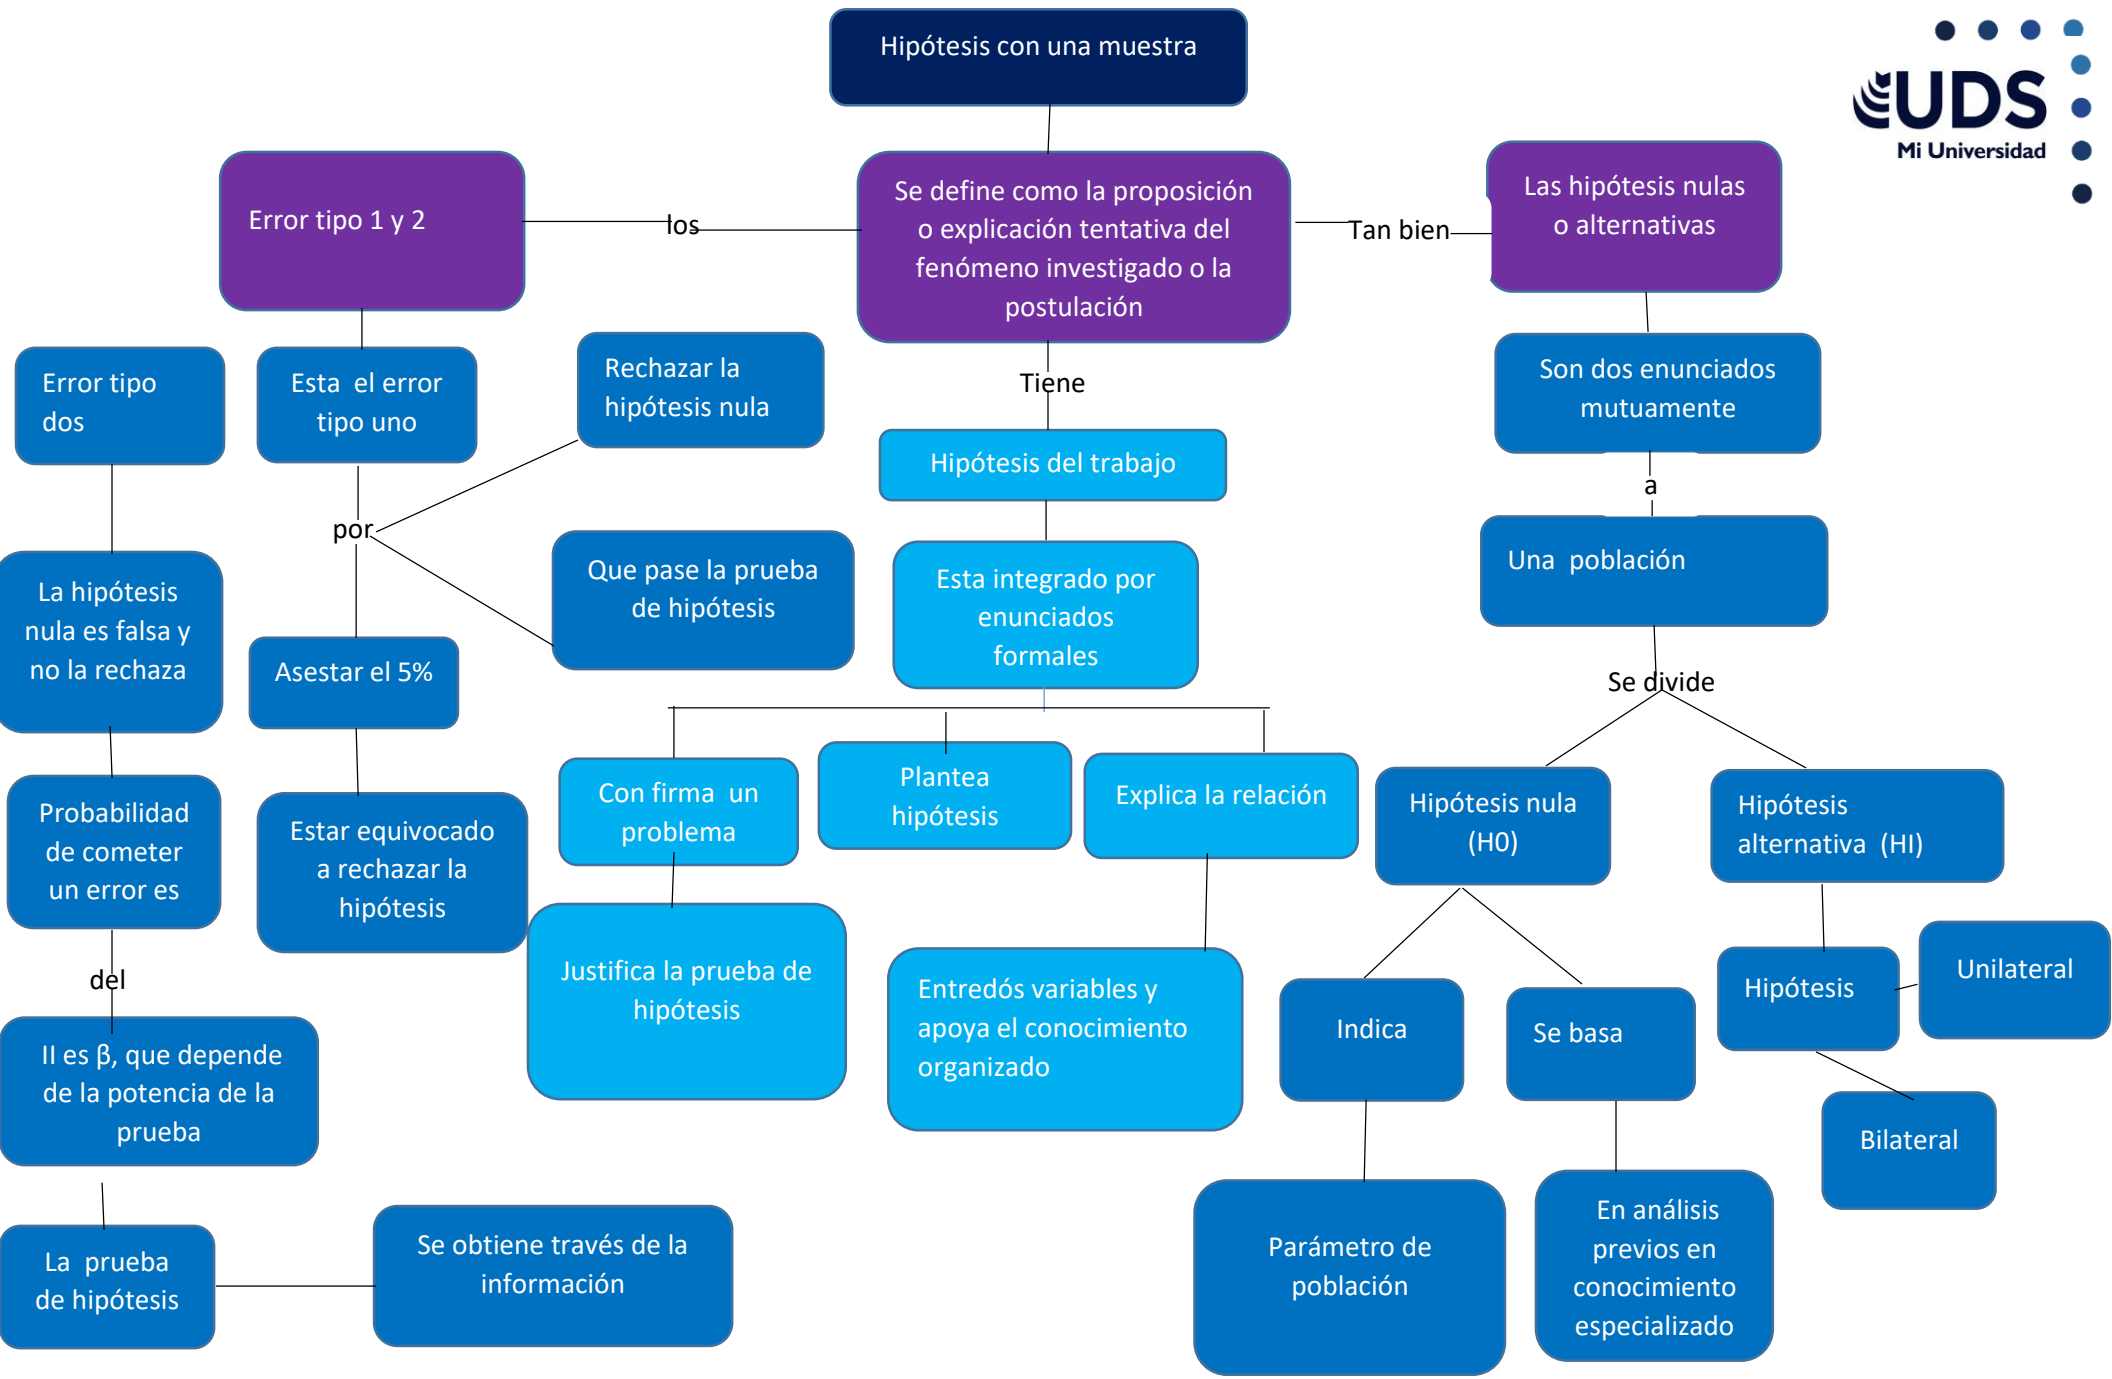 Hipótesis con una muestra
UDS
Mi Universidad
Error tipo 1 y 2
los
Se define como la proposición
o explicación tentativa del
fenómeno investigado o la
postulación
Tan bien
Las hipótesis nulas
o alternativas
Error tipo
dos
Esta  el error
tipo uno
Rechazar la
hipótesis nula
Tiene
Son dos enunciados
mutuamente
Hipótesis del trabajo
a
por
La hipótesis
nula es falsa y
no la rechaza
Que pase la prueba
de hipótesis
Esta integrado por
enunciados
formales
Una  población
Asestar el 5%
Se divide
Probabilidad
de cometer
un error es
Estar equivocado
a rechazar la
hipótesis
Con firma  un
problema
Plantea
hipótesis
Explica la relación
Hipótesis nula
(H0)
Hipótesis
alternativa  (HI)
del
Justifica la prueba de
hipótesis
Entredós variables y
apoya el conocimiento
organizado
Indica
Se basa
Hipótesis
Unilateral
II es β, que depende
de la potencia de la
prueba
Bilateral
La  prueba
de hipótesis
Se obtiene través de la
información
Parámetro de
población
En análisis
previos en
conocimiento
especializado